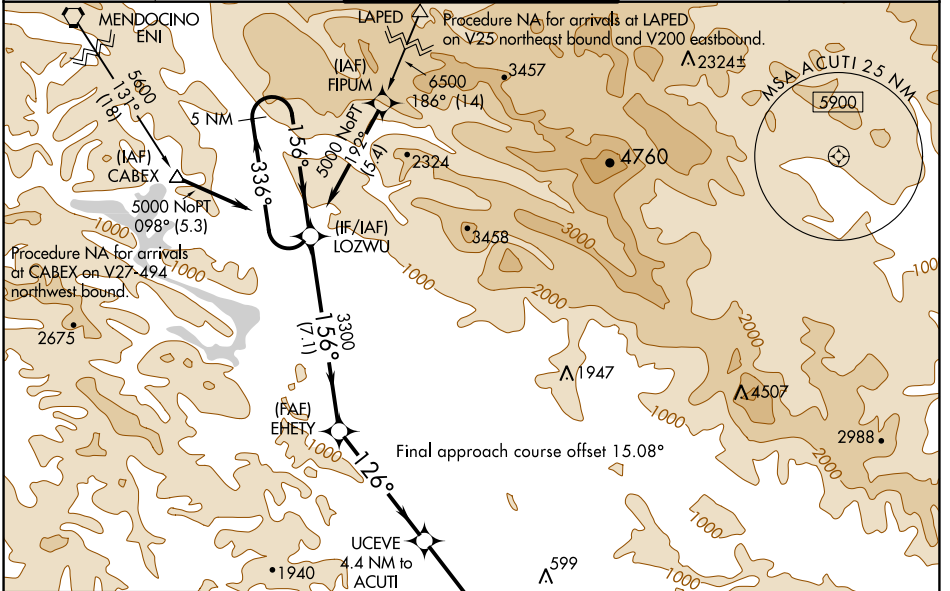 MENDOCINO
ENI
5600
131°
(18)
(IAF)
CABEX
5000 NoPT
098° (5.3)
Procedure NA for arrivals
at CABEX on V27-494
northwest bound.
1000
1000
2675
5 NM
336°
156°
LAPED
Procedure NA for arrivals at LAPED
on V25 northeast bound and V200 eastbound.
(IAF)
FIPUM
6500
186° (14)
5000 NoPT
192°
(5.4)
3457
2324±
2324
4760
3458
3000
MSA ACUTI 25 NM
5900
(IF/IAF)
LOZWU
1000
2000
2000
100
3300
156°
(7.1)
1947
4507
1000
2988
2000
(FAF)
EHETY
1000
126°
Final approach course offset 15.08°
UCEVE
4.4 NM to
ACUTI
1940
599
1000
1000